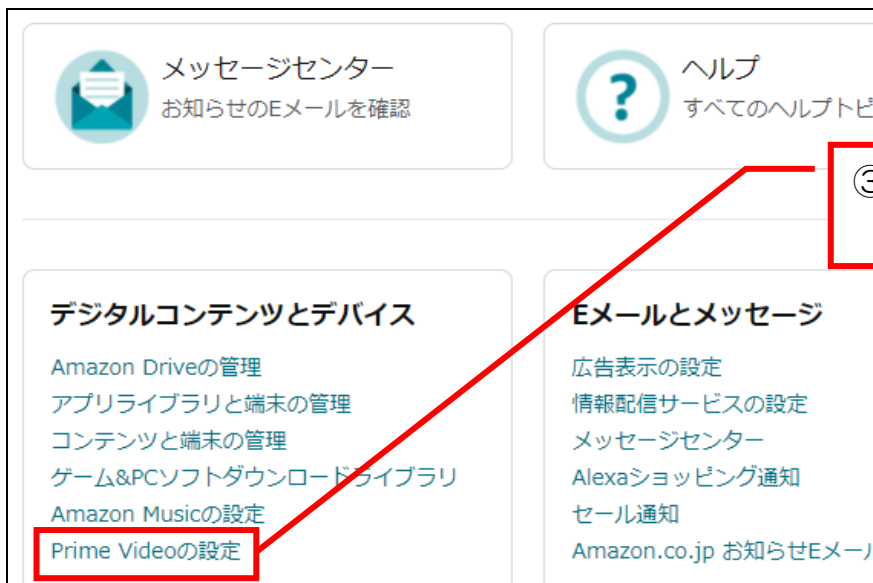 メッセージセンター
お知らせのEメールを確認
ヘルプ
すべてのヘルプトピ
③
デジタルコンテンツとデバイス
Amazon Driveの管理
アプリライブラリと端末の管理
コンテンツと端末の管理
ゲーム&PCソフトダウンロードライブラリ
Amazon Musicの設定
Prime Videoの設定
Eメールとメッセージ
広告表示の設定
情報配信サービスの設定
メッセージセンター
Alexaショッピング通知
セール通知
Amazon.co.jp お知らせEメール